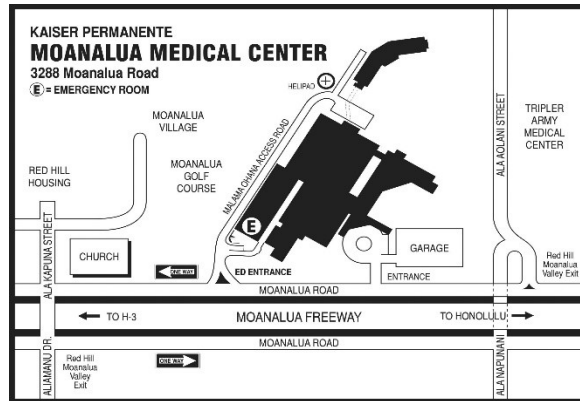 KAISER PERMANENTE
MOANALUA MEDICAL CENTER
3288 Moanalua Road
E = EMERGENCY ROOM
HELIPAD
MOANALUA
VILLAGE
RED HILL
HOUSING
MOANALUA
GOLF
COURSE
MALAMA OHANA ACCESS ROAD
ALA AOLANI STREET
TRIPLER
ARMY
MEDICAL
CENTER
ALA KAPUNA STREET
CHURCH
E
GARAGE
ONE WAY
ED ENTRANCE
ENTRANCE
Red Hill
Moanalua
Valley Exit
MOANALUA ROAD
TO H-3
MOANALUA FREEWAY
TO HONOLULU
MOANALUA ROAD
ALIAMANU DR.
Red Hill
Moanalua
Valley
Exit
ONE WAY
ALA NAPUNANI